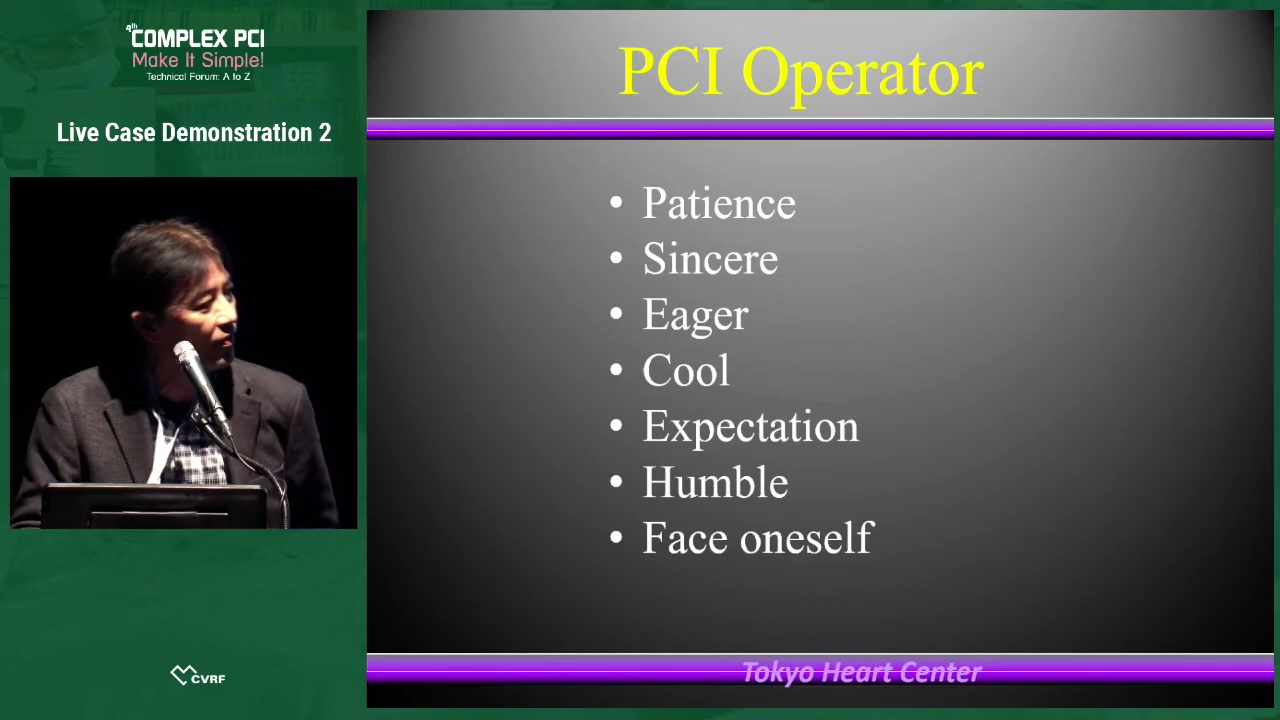 9th
COMPLEX PCI
Make It Simple!
Technical Forum: A to Z
Live Case Demonstration 2
CVRF
PCI Operator
• Patience
• Sincere
• Eager
• Cool
• Expectation
• Humble
• Face oneself
Tokyo Heart Center